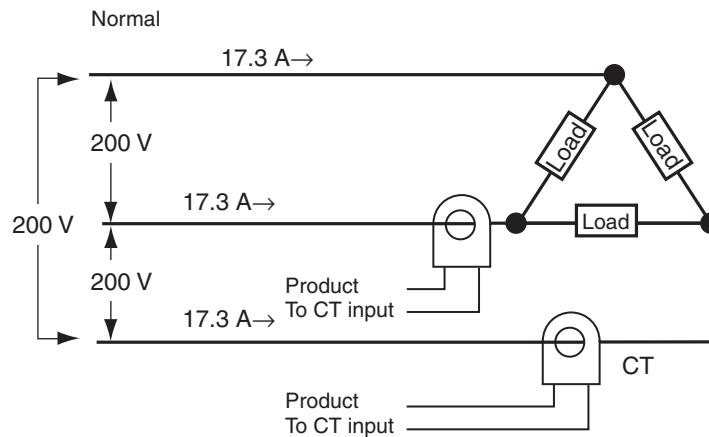 Normal
17.3 A→
Load
Load
200 V
17.3 A→
200 V
Load
200 V
Product
To CT input
17.3 A→
CT
Product
To CT input